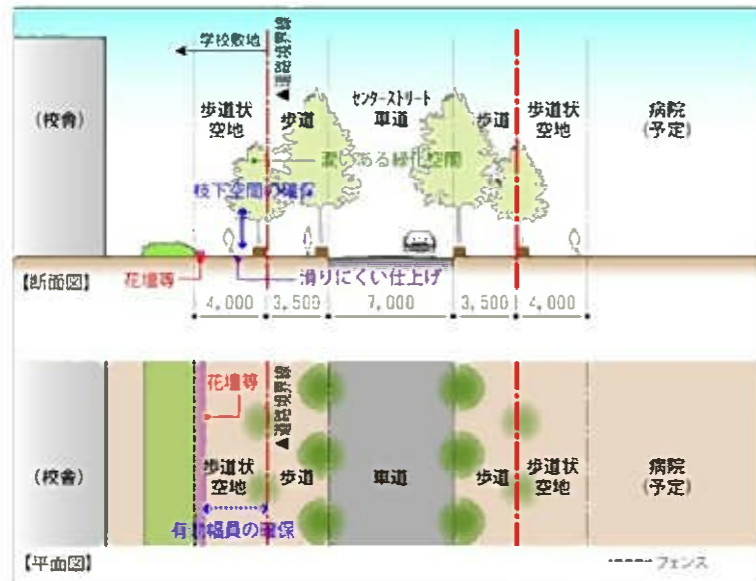 学校敷地
▲道路境界線
(校舎)
歩道状
空地
歩道
センターストリート
車道
歩道
歩道状
空地
病院
(予定)
潤いある緑化空間
枝下空間の確保
【断面図】
花壇等
滑りにくい仕上げ
4,000
3,500
7,000
3,500
4,000
花壇等
▲道路境界線
(校舎)
歩道状
空地
歩道
車道
歩道
歩道状
空地
病院
(予定)
有効幅員の確保
【平面図】
フェンス